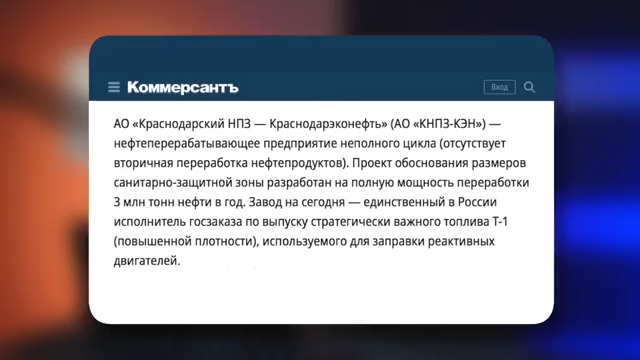 Коммерсантъ
Вход
АО «Краснодарский НПЗ — Краснодарэконефть» (АО «КНПЗ-КЭН») —
нефтеперерабатывающее предприятие неполного цикла (отсутствует
вторичная переработка нефтепродуктов). Проект обоснования размеров
санитарно-защитной зоны разработан на полную мощность переработки
3 млн тонн нефти в год. Завод на сегодня — единственный в России
исполнитель госзаказа по выпуску стратегически важного топлива Т-1
(повышенной плотности), используемого для заправки реактивных
двигателей.